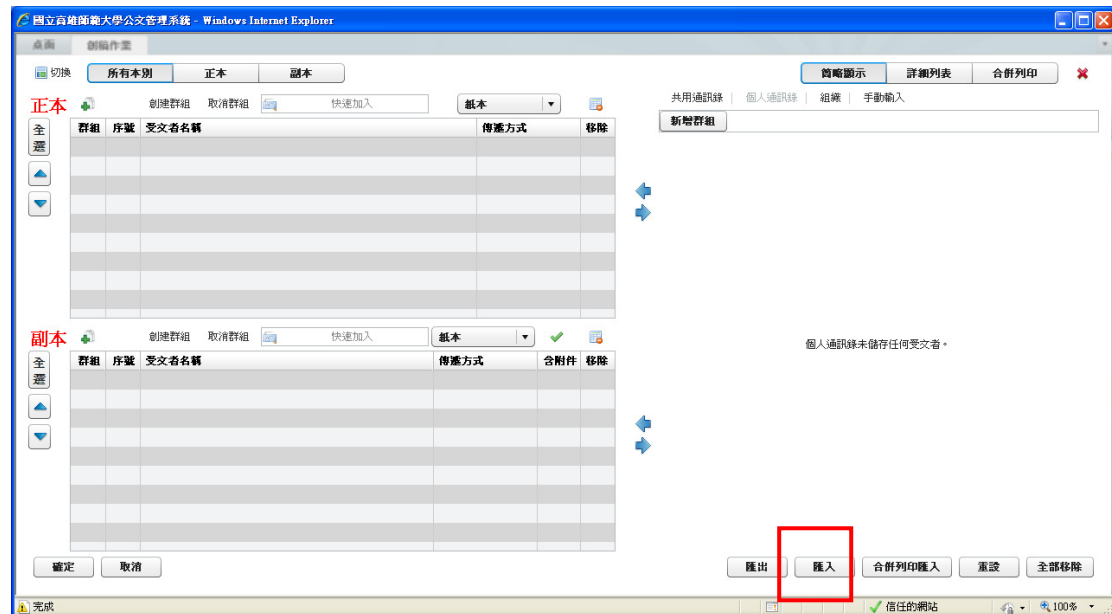 國立高雄師範大學公文管理系統 - Windows Internet Explorer
桌面 創稿作業
切換 所有本別 正本 副本 簡略顯示 詳細列表 合併列印
正本 創建群組 取消群組 快速加入 紙本 共用通訊錄 | 個人通訊錄 | 組織 | 手動輸入
新增群組
全選 群組 序號 受文者名稱 傳遞方式 移除
副本 創建群組 取消群組 快速加入 紙本
個人通訊錄未儲存任何受文者。
全選 群組 序號 受文者名稱 傳遞方式 含附件 移除
確定 取消 匯出 匯入 合併列印匯入 重設 全部移除
完成 信任的網站 100%